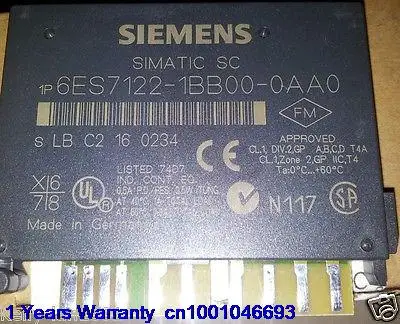 SIEMENS
SIMATIC SC
1P 6ES7122-1BB00-0AA0
FM
S LB C2 16 0234
APPROVED
CL.1, DIV.2,GP A,B,C,D T4A
CL.1,Zone 2,GP IIC,T4
Ta:0°C...+60°C
CE
X|6
7|8
UL
LISTED 74D7
IND. CONT. EQ
N117
Made in Germany
1 Years Warranty cn1001046693